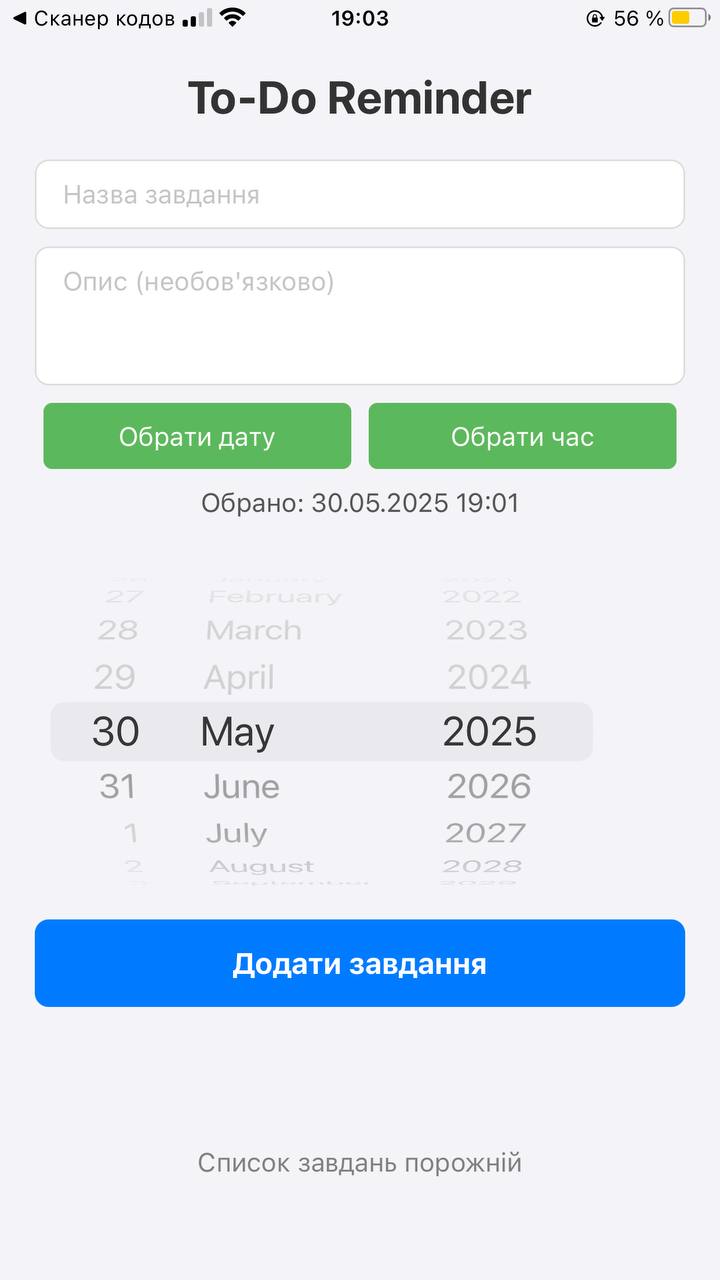 ◀ Сканер кодов 19:03 56 %
To-Do Reminder
Назва завдання
Опис (необов'язково)
Обрати дату Обрати час
Обрано: 30.05.2025 19:01
27 February 2022
28 March 2023
29 April 2024
30 May 2025
31 June 2026
1 July 2027
2 August 2028
Додати завдання
Список завдань порожній